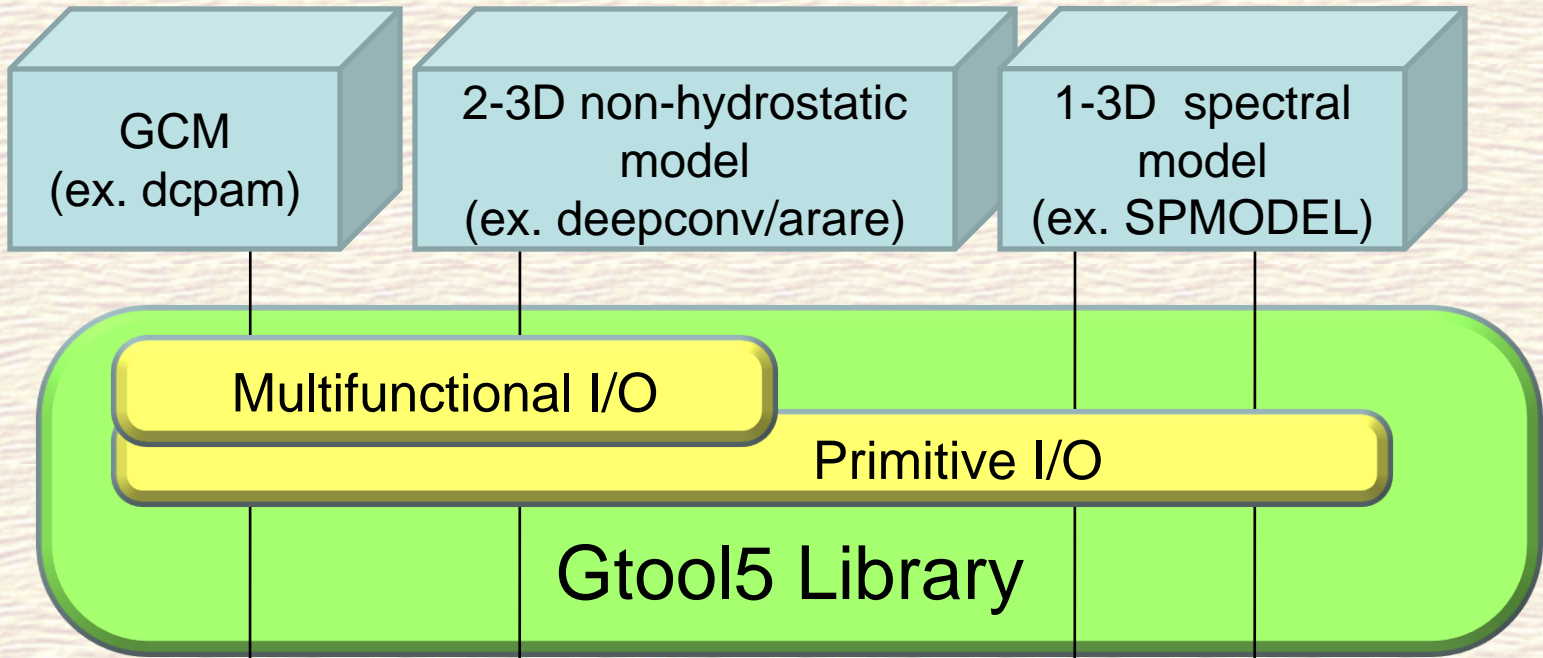 GCM
(ex. dcpam)
2-3D non-hydrostatic
model
(ex. deepconv/arare)
1-3D spectral
model
(ex. SPMODEL)
Multifunctional I/O
Primitive I/O
Gtool5 Library